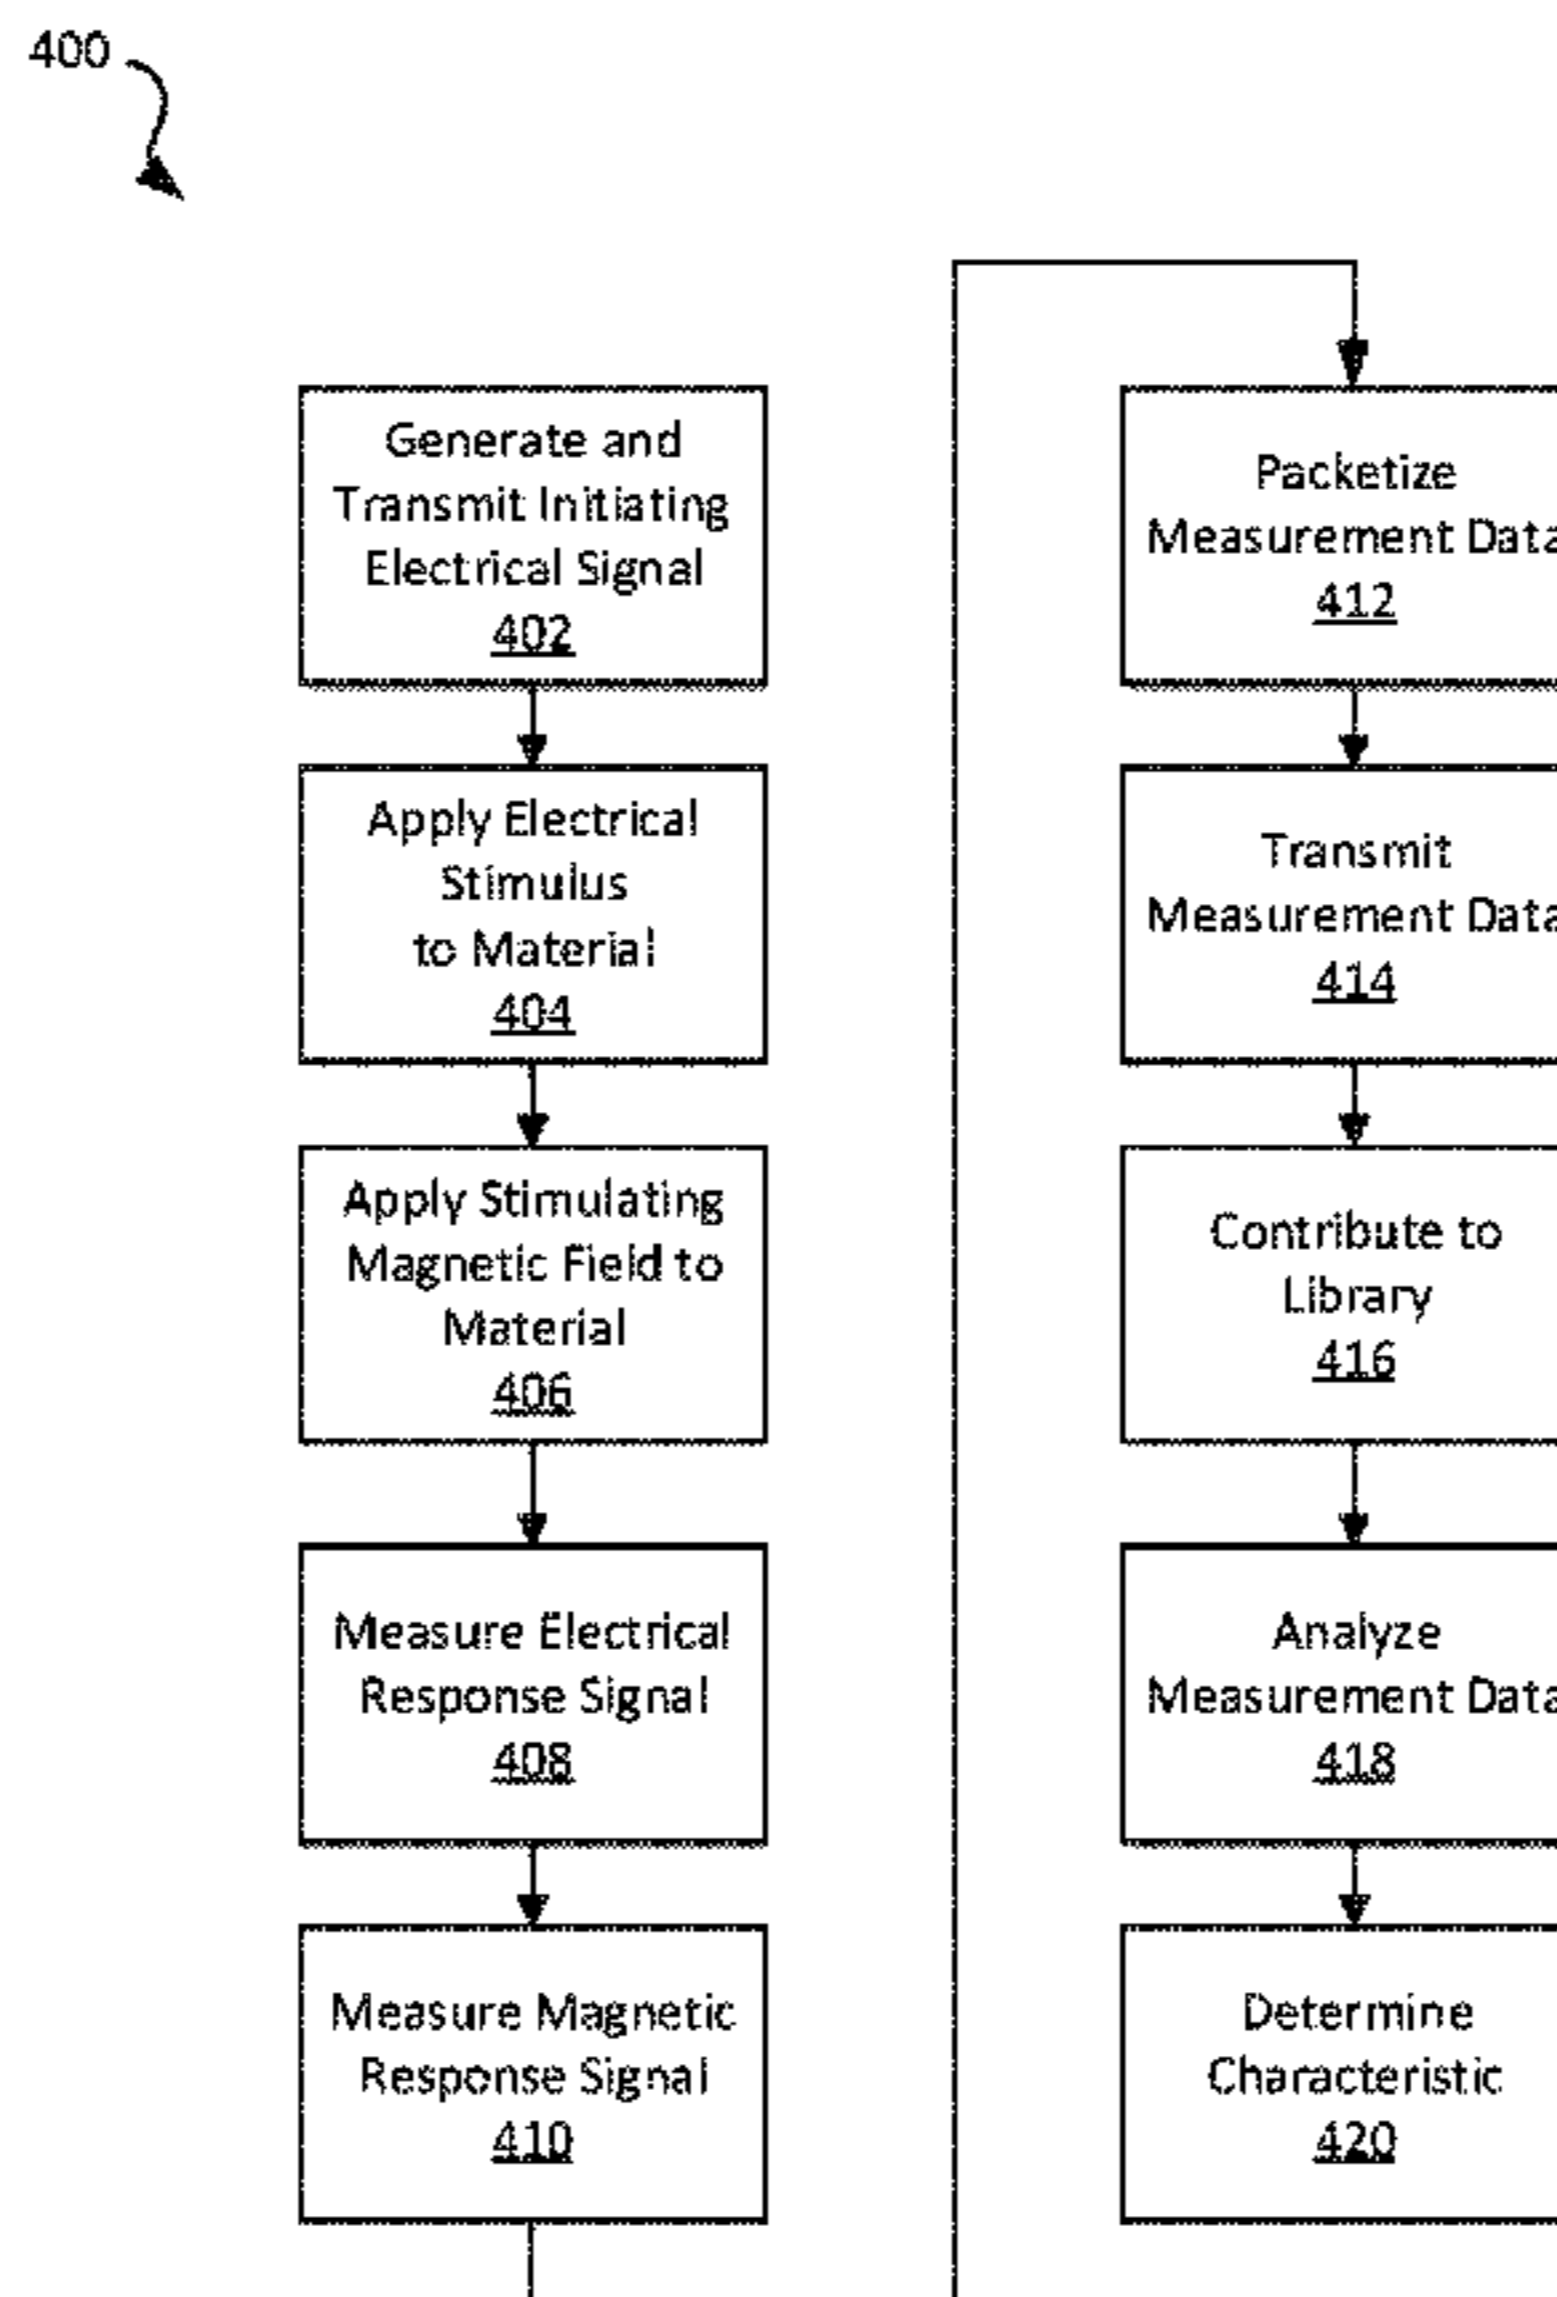 400
Generate and
Transmit Initiating
Electrical Signal
402
Apply Electrical
Stimulus
to Material
404
Apply Stimulating
Magnetic Field to
Material
406
Measure Electrical
Response Signal
408
Measure Magnetic
Response Signal
410
Packetize
Measurement Data
412
Transmit
Measurement Data
414
Contribute to
Library
416
Analyze
Measurement Data
418
Determine
Characteristic
420